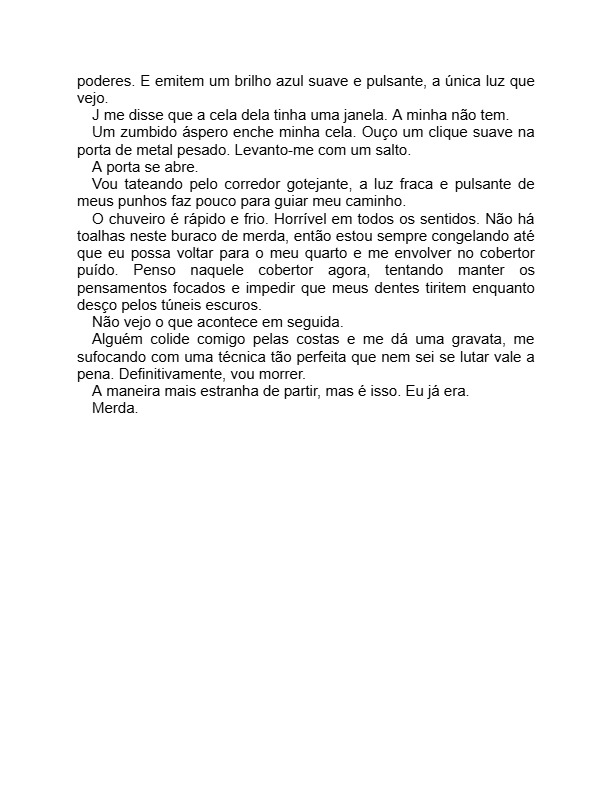 poderes. E emitem um brilho azul suave e pulsante, a única luz que
vejo.
J me disse que a cela dela tinha uma janela. A minha não tem.
Um zumbido áspero enche minha cela. Ouço um clique suave na
porta de metal pesado. Levanto-me com um salto.
A porta se abre.
Vou tateando pelo corredor gotejante, a luz fraca e pulsante de
meus punhos faz pouco para guiar meu caminho.
O chuveiro é rápido e frio. Horrível em todos os sentidos. Não há
toalhas neste buraco de merda, então estou sempre congelando até
que eu possa voltar para o meu quarto e me envolver no cobertor
puído. Penso naquele cobertor agora, tentando manter os
pensamentos focados e impedir que meus dentes tiritem enquanto
desço pelos túneis escuros.
Não vejo o que acontece em seguida.
Alguém colide comigo pelas costas e me dá uma gravata, me
sufocando com uma técnica tão perfeita que nem sei se lutar vale a
pena. Definitivamente, vou morrer.
A maneira mais estranha de partir, mas é isso. Eu já era.
Merda.